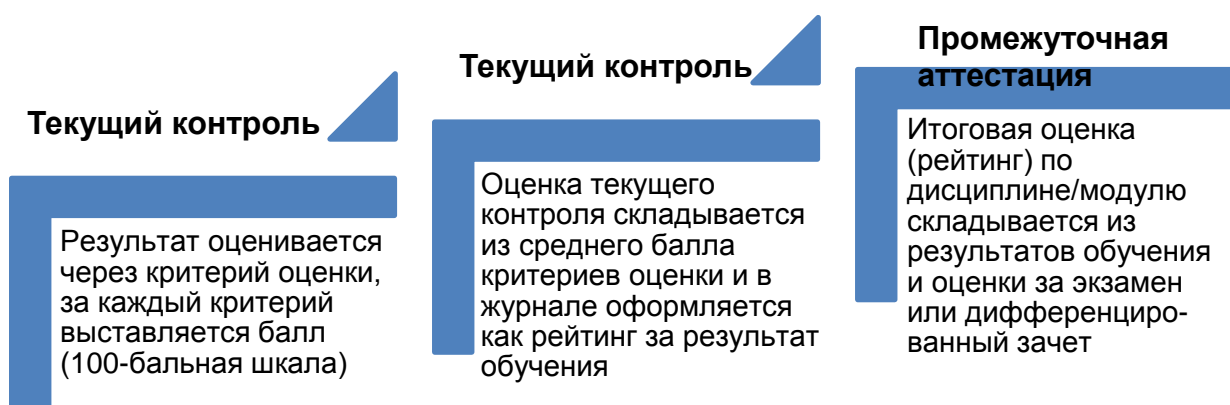 Текущий контроль
Результат оценивается
через критерий оценки,
за каждый критерий
выставляется балл
(100-бальная шкала)
Текущий контроль
Оценка текущего
контроля складывается
из среднего балла
критериев оценки и в
журнале оформляется
как рейтинг за результат
обучения
Промежуточная
аттестация
Итоговая оценка
(рейтинг) по
дисциплине/модулю
складывается из
результатов обучения
и оценки за экзамен
или дифференциро-
ванный зачет